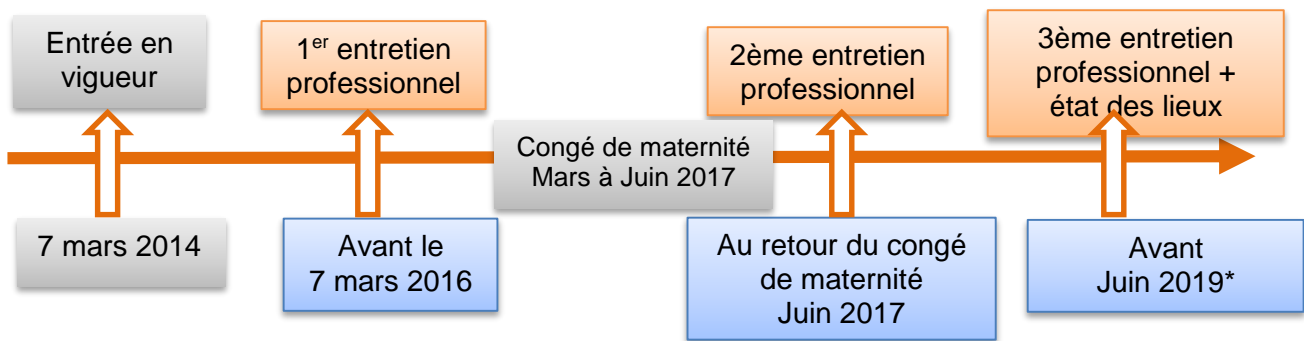 Entrée en
vigueur
1er entretien
professionnel
2ème entretien
professionnel
3ème entretien
professionnel +
état des lieux
Congé de maternité
Mars à Juin 2017
7 mars 2014
Avant le
7 mars 2016
Au retour du congé
de maternité
Juin 2017
Avant
Juin 2019*